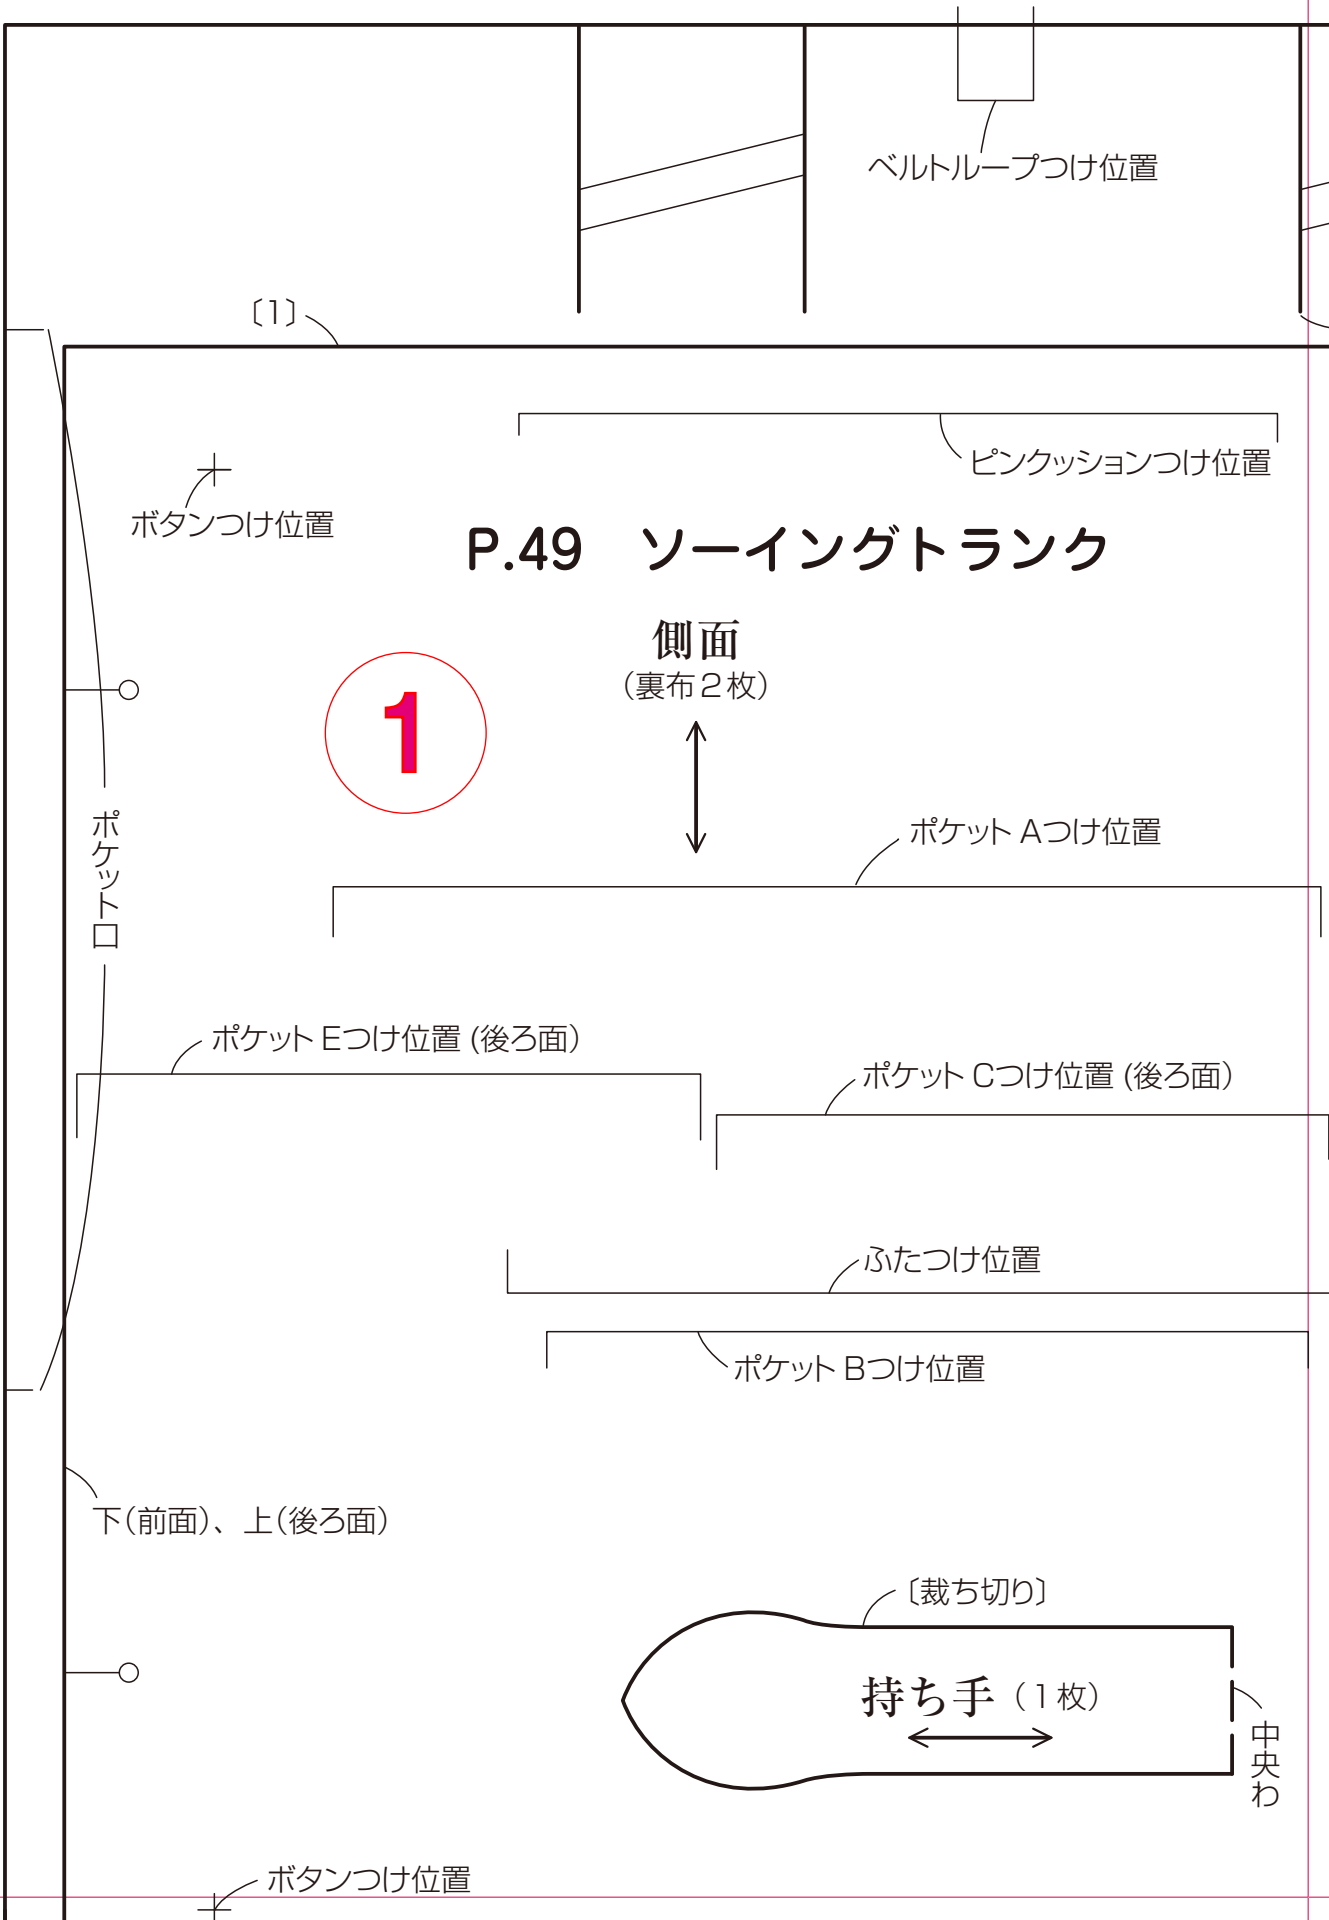 ベルトループつけ位置
〔1〕
ピンクッションつけ位置
ボタンつけ位置
P.49 ソーイングトランク
側面
(裏布2枚)
1
ポケット口
ポケット Aつけ位置
ポケット Eつけ位置 (後ろ面)
ポケット Cつけ位置 (後ろ面)
ふたつけ位置
ポケット Bつけ位置
下(前面)、上(後ろ面)
〔裁ち切り〕
持ち手 (1枚)
中央わ
ボタンつけ位置